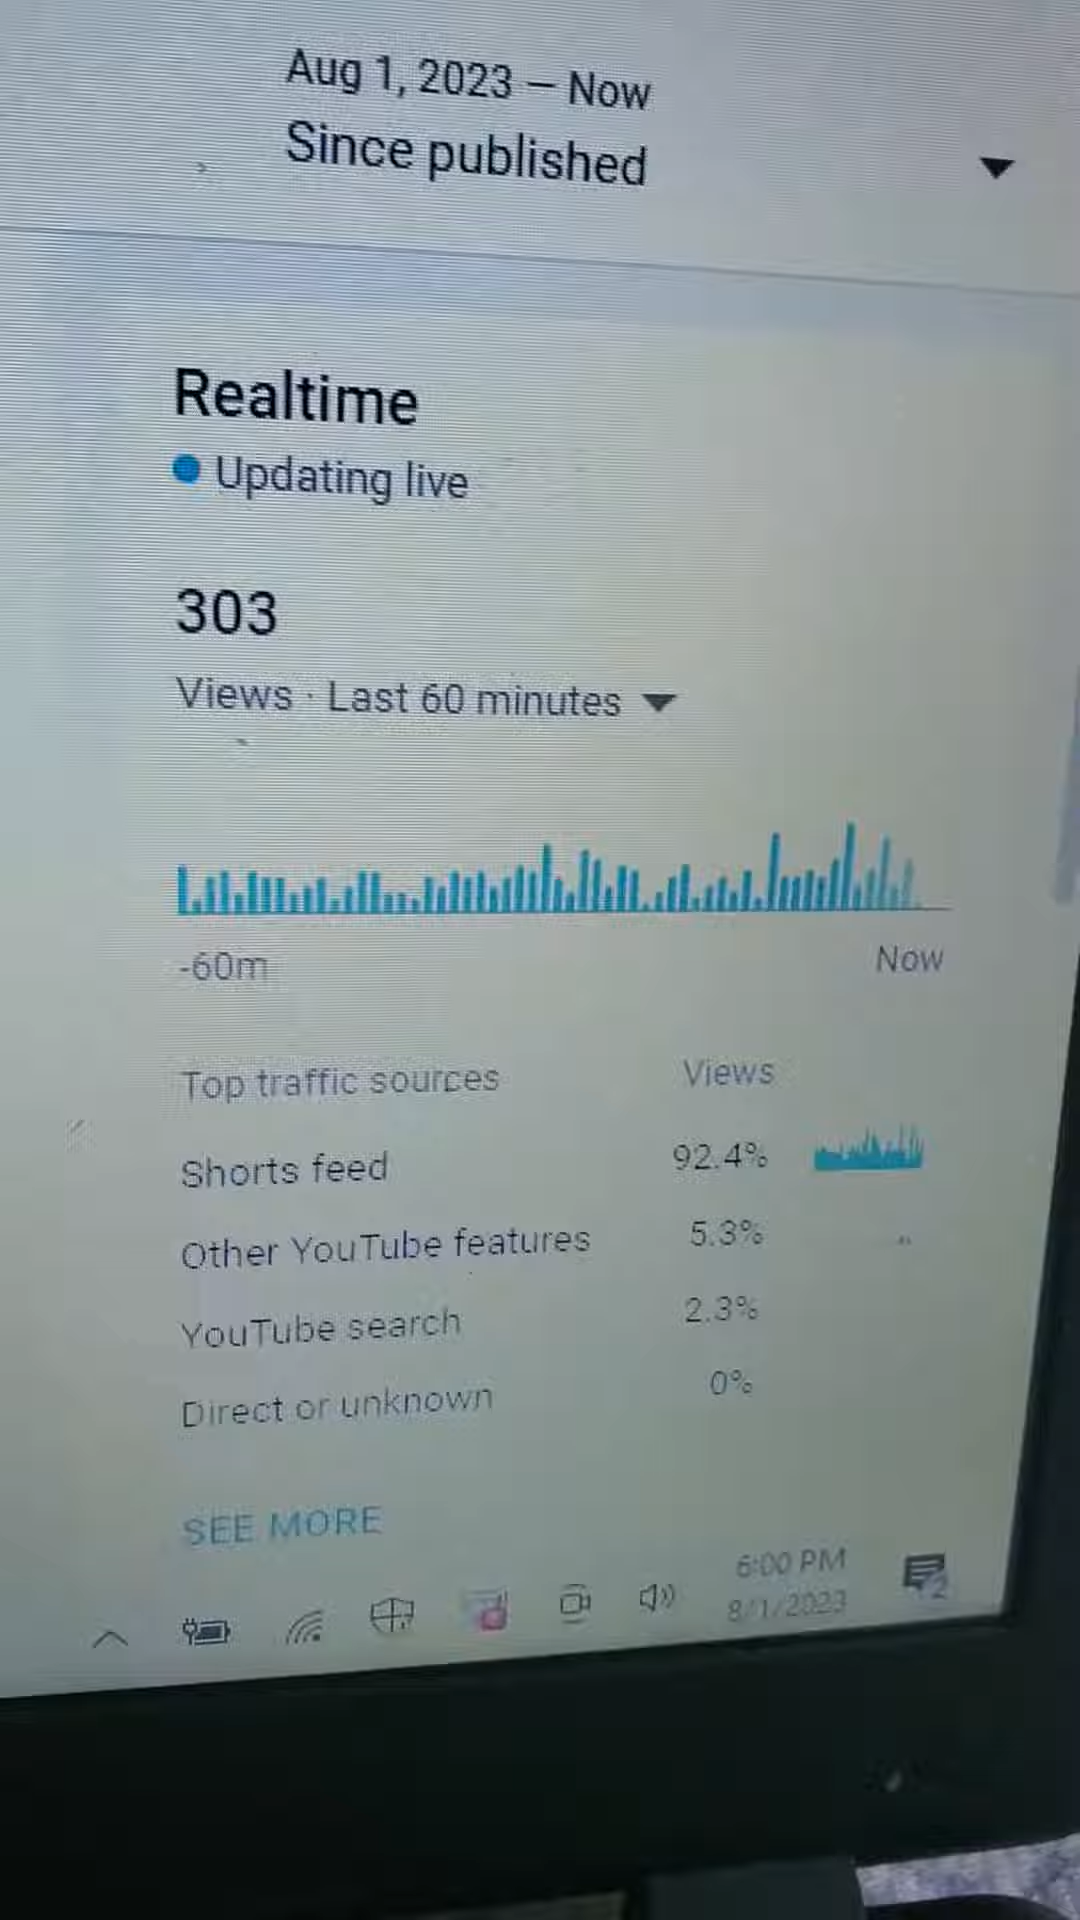 Aug 1, 2023 – Now
Since published
Realtime
Updating live
303
Views · Last 60 minutes
-60m
Now
Top traffic sources Views
Shorts feed 92.4%
Other YouTube features 5.3%
YouTube search 2.3%
Direct or unknown 0%
SEE MORE
6:00 PM
8/1/2023
2